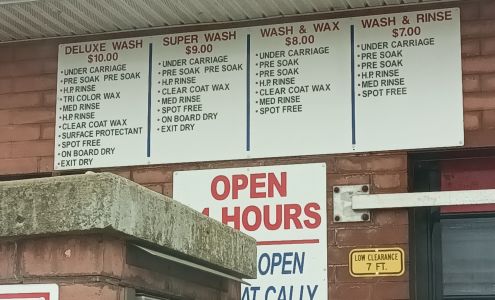 DELUXE WASH
$10.00
•UNDER CARRIAGE
•PRE SOAK PRE SOAK
•H.P. RINSE
•TRI COLOR WAX
•MED RINSE
•H.P. RINSE
•CLEAR COAT WAX
•SURFACE PROTECTANT
•SPOT FREE
•ON BOARD DRY
•EXIT DRY
SUPER WASH
$9.00
•UNDER CARRIAGE
•PRE SOAK PRE SOAK
•H.P. RINSE
•CLEAR COAT WAX
•MED RINSE
•SPOT FREE
•ON BOARD DRY
•EXIT DRY
WASH & WAX
$8.00
•UNDER CARRIAGE
•PRE SOAK
•H.P. RINSE
•CLEAR COAT WAX
•MED RINSE
•SPOT FREE
WASH & RINSE
$7.00
•UNDER CARRIAGE
•PRE SOAK
•PRE SOAK
•H.P. RINSE
•MED RINSE
•SPOT FREE
OPEN
HOURS
OPEN
AT CALLY
LOW CLEARANCE
7 FT.